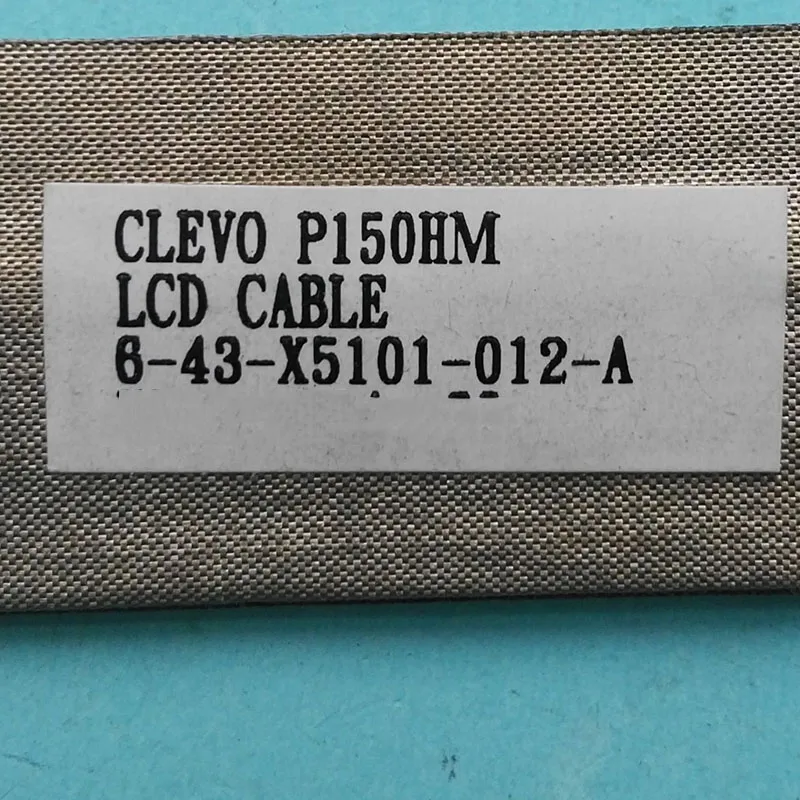 CLEVO P150HM
LCD CABLE
6-43-X5101-012-A